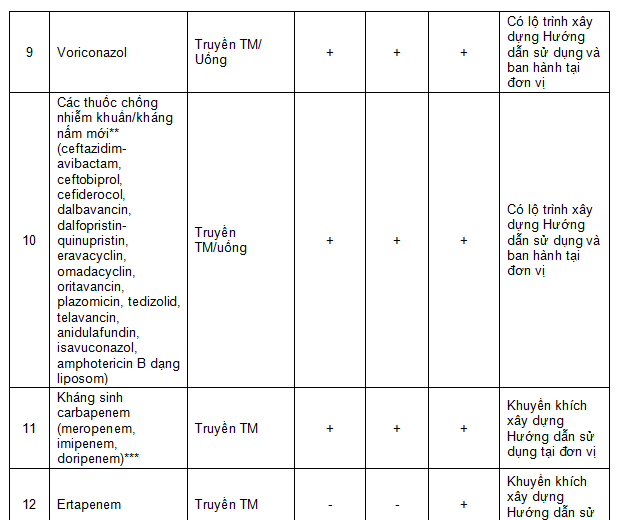 9
Voriconazol
Truyền TM/
Uống
+
+
+
Có lộ trình xây
dựng Hướng
dẫn sử dụng và
ban hành tại
đơn vị
10
Các thuốc chống
nhiễm khuẩn/kháng
nấm mới**
(ceftazidim-
avibactam,
ceftobiprol,
cefiderocol,
dalbavancin,
dalfopristin-
quinupristin,
eravacyclin,
omadacyclin,
oritavancin,
plazomicin, tedizolid,
telavancin,
anidulafundin,
isavuconazol,
amphotericin B dạng
liposom)
Truyền
TM/uống
+
+
+
Có lộ trình xây
dựng Hướng
dẫn sử dụng và
ban hành tại
đơn vị
11
Kháng sinh
carbapenem
(meropenem,
imipenem,
doripenem)***
Truyền TM
+
+
+
Khuyến khích
xây dựng
Hướng dẫn sử
dụng tại đơn vị
12
Ertapenem
Truyền TM
-
-
+
Khuyến khích
xây dựng
Hướng dẫn sử